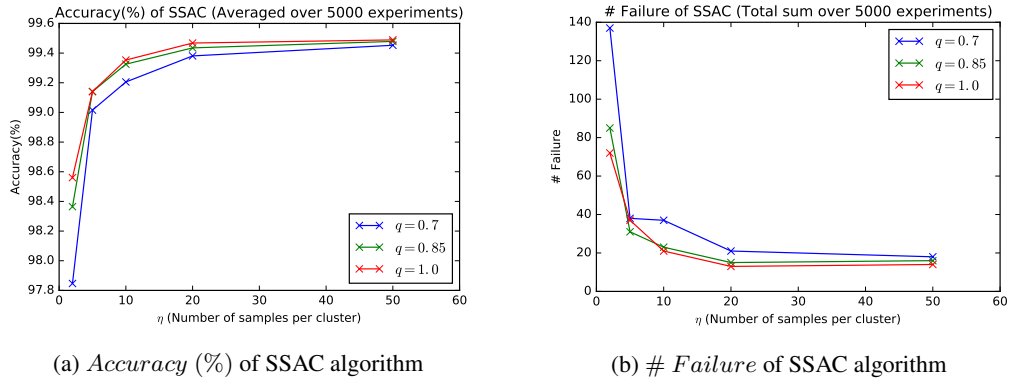 Accuracy(%) of SSAC (Averaged over 5000 experiments)
99.6
99.4
99.2
99.0
98.8
98.6
98.4
98.2
98.0
97.8
Accuracy(%)
q = 0.7
q = 0.85
q = 1.0
0 10 20 30 40 50 60
η (Number of samples per cluster)
(a) Accuracy (%) of SSAC algorithm
# Failure of SSAC (Total sum over 5000 experiments)
140
120
100
80
60
40
20
0
# Failure
q = 0.7
q = 0.85
q = 1.0
0 10 20 30 40 50 60
η (Number of samples per cluster)
(b) # Failure of SSAC algorithm